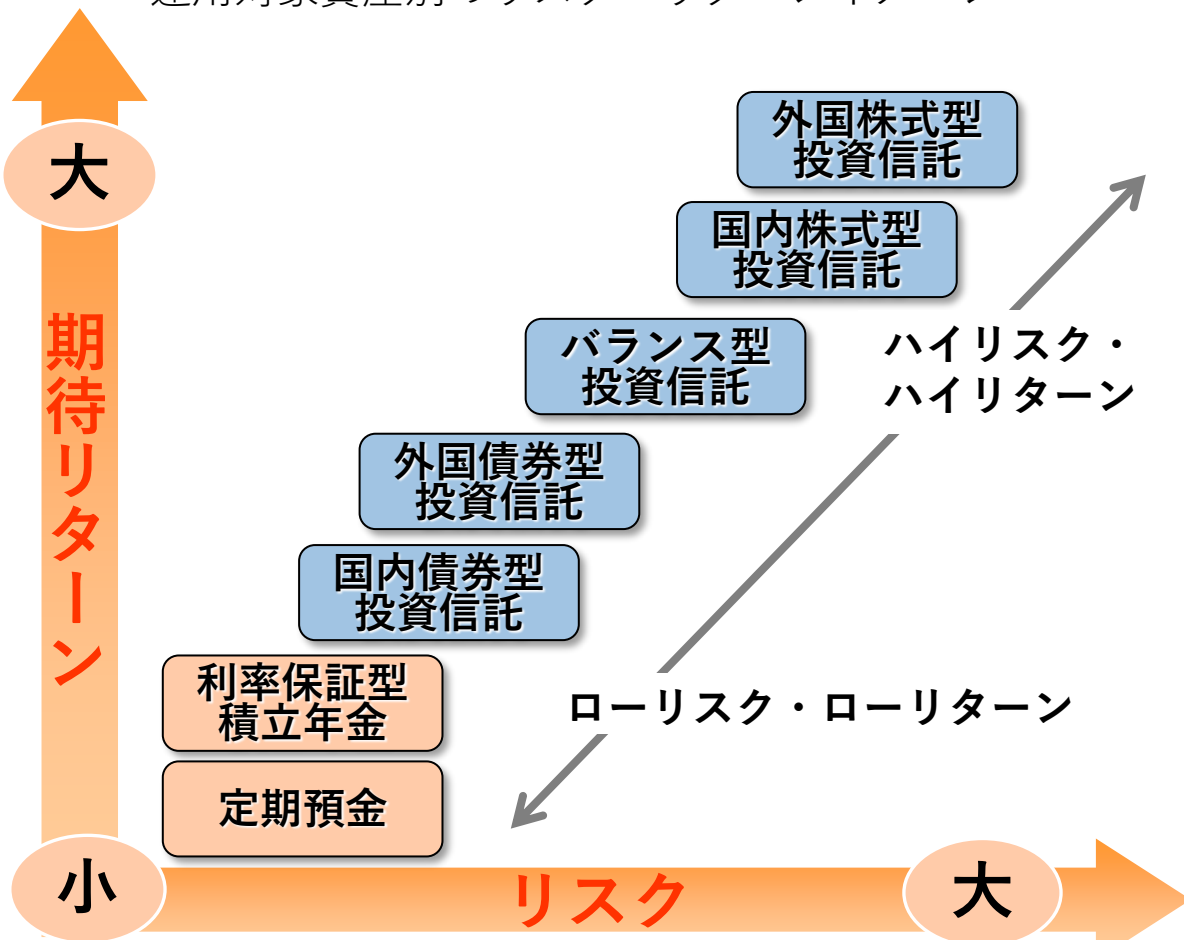 大
外国株式型
投資信託
国内株式型
投資信託
バランス型
投資信託
ハイリスク・
ハイリターン
期待リターン
外国債券型
投資信託
国内債券型
投資信託
利率保証型
積立年金
ローリスク・ローリターン
定期預金
小
リスク
大